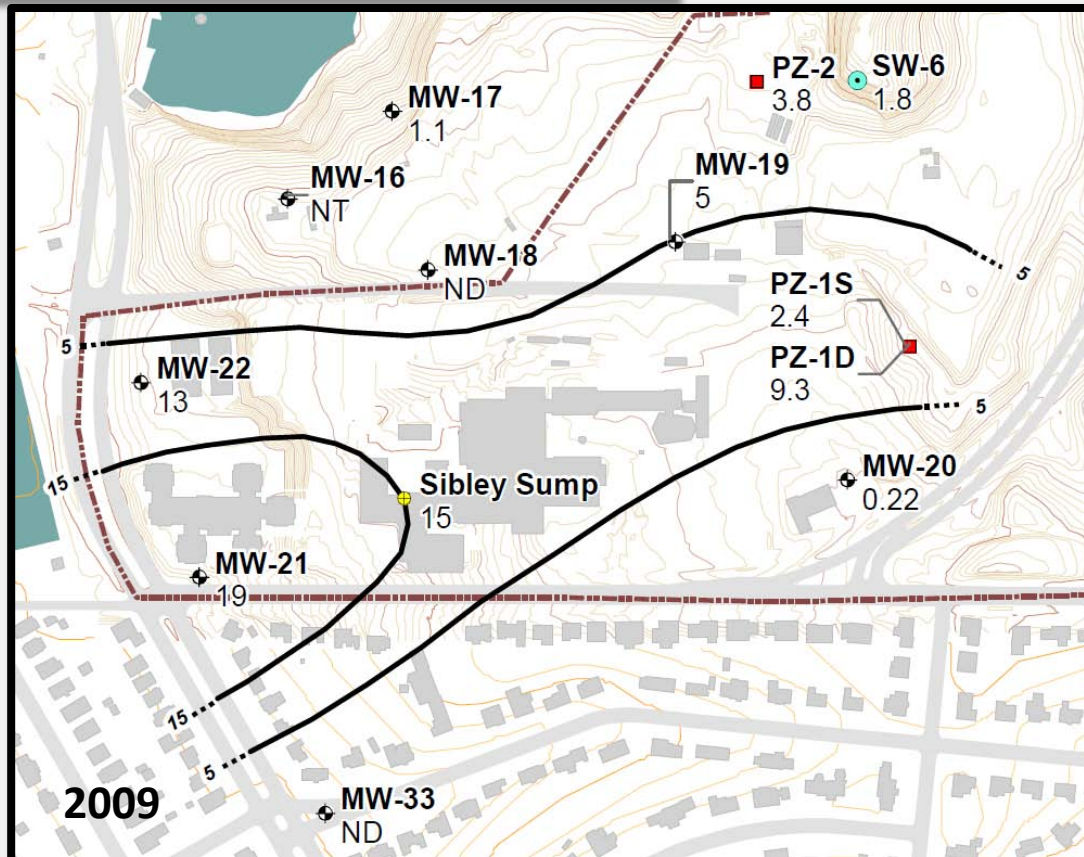 PZ-2
3.8
SW-6
1.8
MW-17
1.1
MW-19
5
MW-16
NT
MW-18
ND
5
PZ-1S
2.4
5
PZ-1D
9.3
MW-22
13
5
15
Sibley Sump
15
MW-20
0.22
MW-21
19
15
5
2009
MW-33
ND